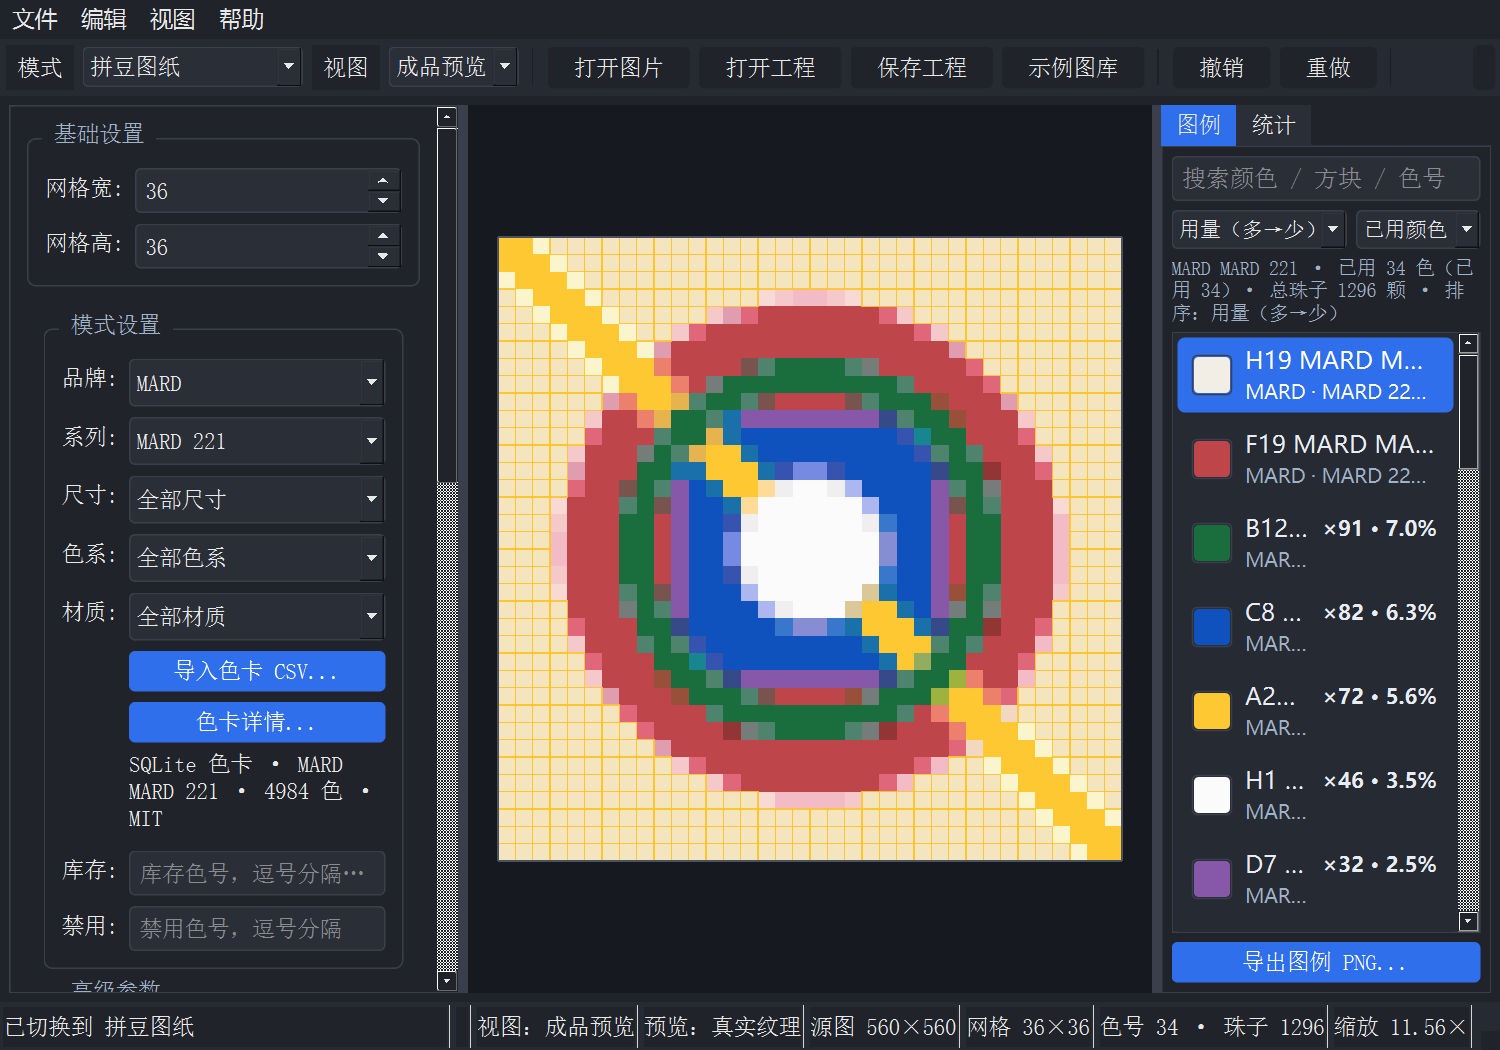 文件 编辑 视图 帮助
模式 拼豆图纸 视图 成品预览 打开图片 打开工程 保存工程 示例图库 撤销 重做
基础设置
网格宽: 36
网格高: 36
模式设置
品牌: MARD
系列: MARD 221
尺寸: 全部尺寸
色系: 全部色系
材质: 全部材质
导入色卡 CSV...
色卡详情...
SQLite 色卡 • MARD
MARD 221 • 4984 色 •
MIT
库存: 库存色号, 逗号分隔…
禁用: 禁用色号, 逗号分隔
高级参数
图例 统计
搜索颜色 / 方块 / 色号
用量（多→少） 已用颜色
MARD MARD 221 • 已用 34 色（已
用 34）• 总珠子 1296 颗 • 排
序: 用量（多→少）
H19 MARD M...
MARD · MARD 22...
F19 MARD MA...
MARD · MARD 22...
B12... ×91 • 7.0%
MAR...
C8 ... ×82 • 6.3%
MAR...
A2... ×72 • 5.6%
MAR...
H1 ... ×46 • 3.5%
MAR...
D7 ... ×32 • 2.5%
MAR...
导出图例 PNG...
已切换到 拼豆图纸 视图: 成品预览 预览: 真实纹理 源图 560×560 网格 36×36 色号 34 • 珠子 1296 缩放 11.56×